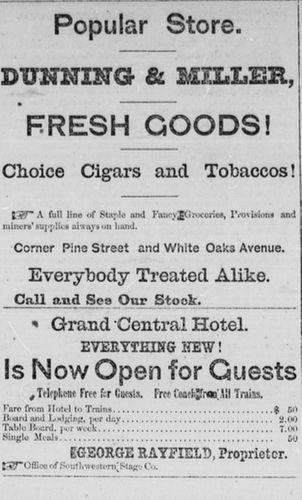 Popular Store.
DUNNING & MILLER,
FRESH GOODS!
Choice Cigars and Tobaccos!
☞ A full line of Staple and Fancy Groceries, Provisions and
miners' supplies always on hand.
Corner Pine Street and White Oaks Avenue.
Everybody Treated Alike.
Call and See Our Stock.
Grand Central Hotel.
EVERYTHING NEW!
Is Now Open for Guests
Telephone Free for Guests. Free Coach from All Trains.
Fare from Hotel to Trains $ 50
Board and Lodging, per day 2.00
Table Board, per week 7.00
Single Meals 50
GEORGE RAYFIELD, Proprietor.
☞ Office of Southwestern Stage Co.